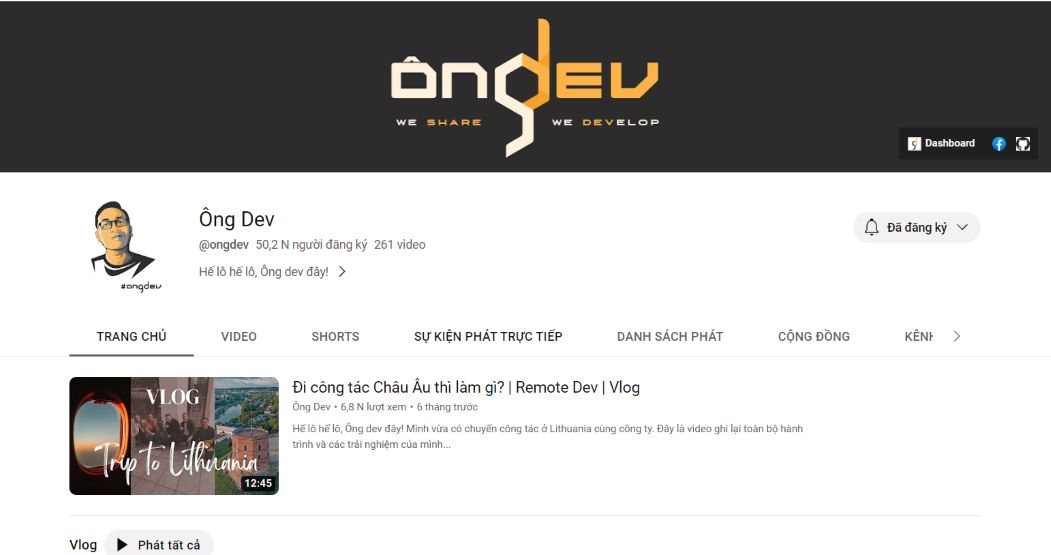 ôngdev
WE SHARE WE DEVELOP
Dashboard
#ongdev
Ông Dev
@ongdev 50,2 N người đăng ký 261 video
Hế lô hế lô, Ông dev đây!
Đã đăng ký
TRANG CHỦ VIDEO SHORTS SỰ KIỆN PHÁT TRỰC TIẾP DANH SÁCH PHÁT CỘNG ĐỒNG KÊNH
VLOG
Trip to Lithuania
12:45
Đi công tác Châu Âu thì làm gì? | Remote Dev | Vlog
Ông Dev • 6,8 N lượt xem • 6 tháng trước
Hế lô hế lô, Ông dev đây! Mình vừa có chuyến công tác ở Lithuania cùng công ty. Đây là video ghi lại toàn bộ hành
trình và các trải nghiệm của mình...
Vlog Phát tất cả